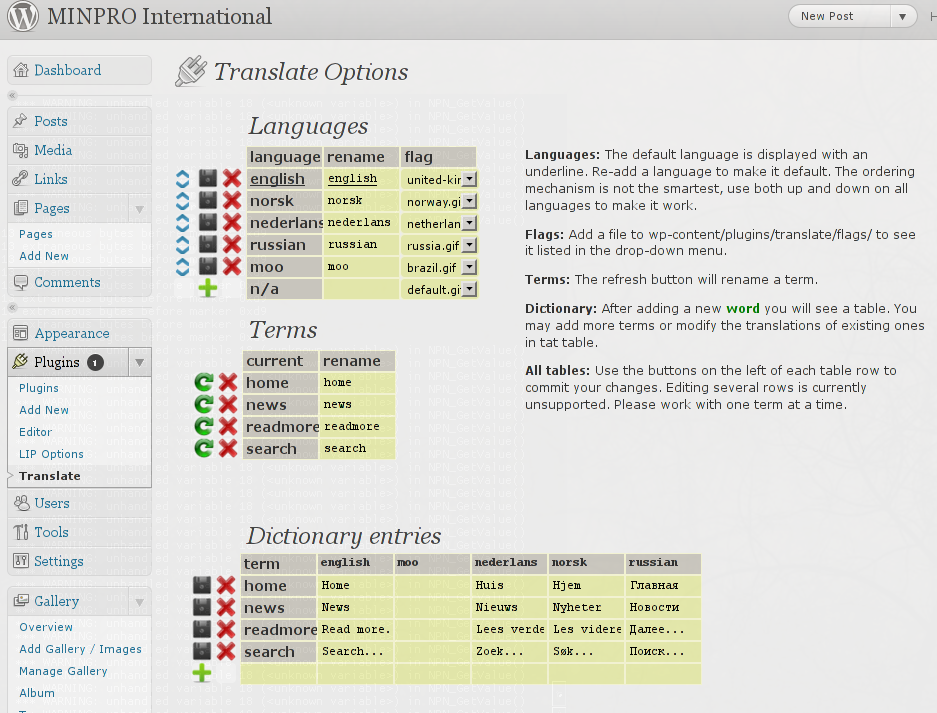 MINPRO International
New Post
Dashboard
Posts
Media
Links
Pages
Pages
Add New
Comments
Appearance
Plugins 1
Plugins
Add New
Editor
LIP Options
Translate
Users
Tools
Settings
Gallery
Overview
Add Gallery / Images
Manage Gallery
Album
Translate Options
Languages
language rename flag
english english united-kir
norsk norsk norway.gi
nederlans nederlans netherlan
russian russian russia.gif
moo moo brazil.gif
n/a default.gi
Terms
current rename
home home
news news
readmore readmore
search search
Dictionary entries
term english moo nederlans norsk russian
home Home Huis Hjem Главная
news News Nieuws Nyheter Новости
readmore Read more. Lees verde Les videre Далее...
search Search... Zoek... Søk... Поиск...
Languages: The default language is displayed with an
underline. Re-add a language to make it default. The ordering
mechanism is not the smartest, use both up and down on all
languages to make it work.
Flags: Add a file to wp-content/plugins/translate/flags/ to see
it listed in the drop-down menu.
Terms: The refresh button will rename a term.
Dictionary: After adding a new word you will see a table. You
may add more terms or modify the translations of existing ones
in tat table.
All tables: Use the buttons on the left of each table row to
commit your changes. Editing several rows is currently
unsupported. Please work with one term at a time.